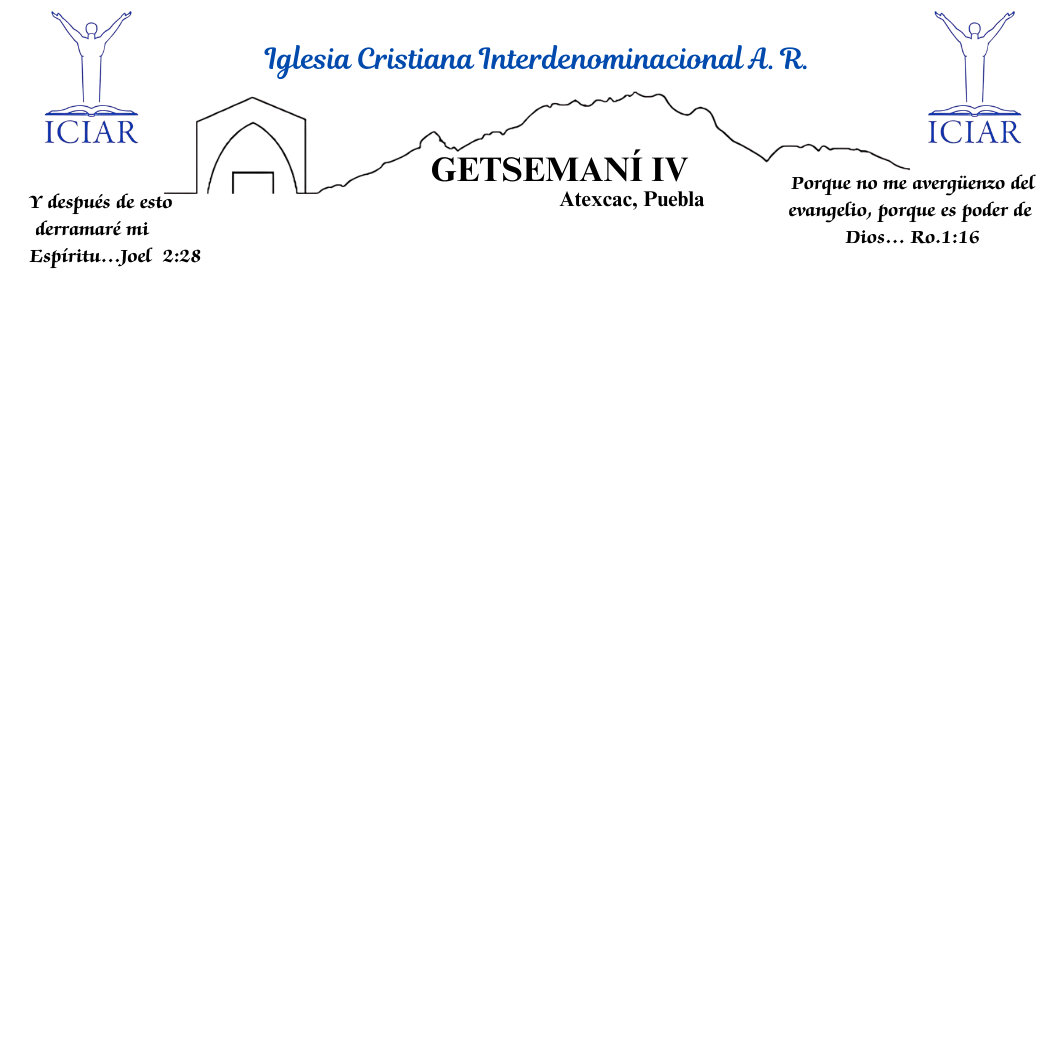 Iglesia Cristiana Interdenominacional A. R.
ICIAR
ICIAR
GETSEMANÍ IV
Atexcac, Puebla
Y después de esto
derramaré mi
Espíritu...Joel 2:28
Porque no me avergüenzo del
evangelio, porque es poder de
Dios... Ro.1:16